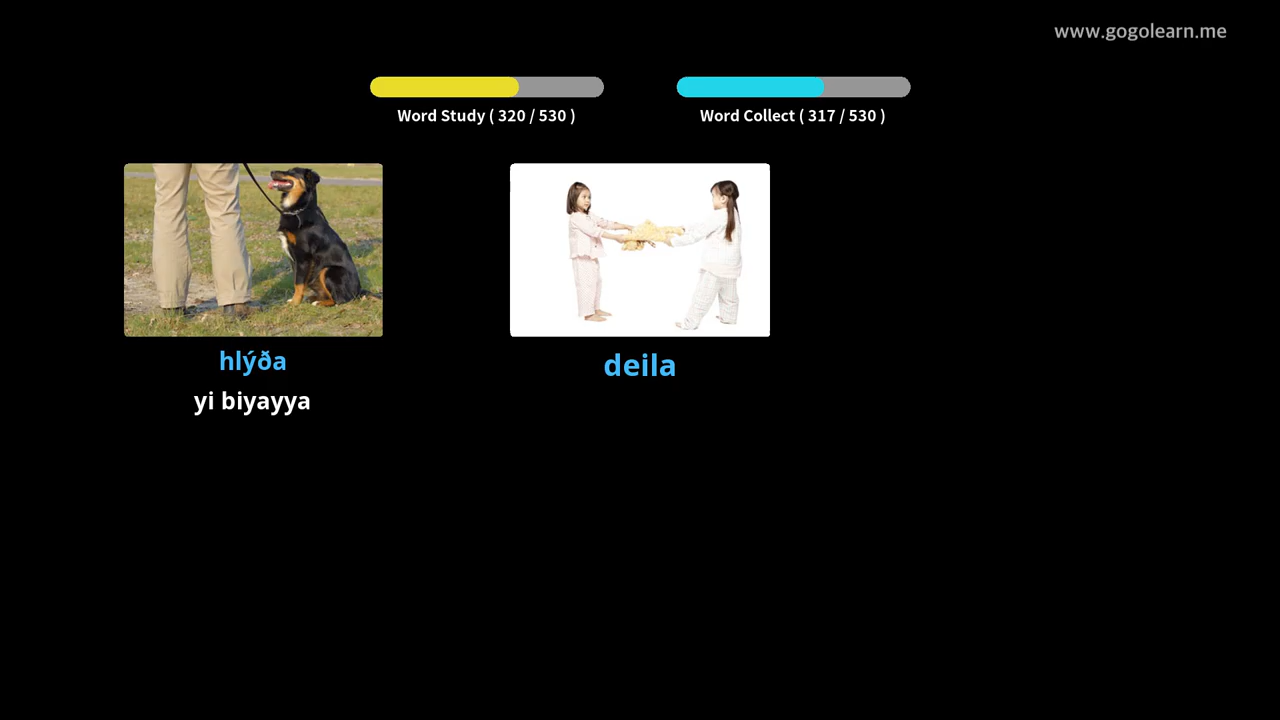 www.gogolearn.me
Word Study ( 320 / 530 )
Word Collect ( 317 / 530 )
hlýða
yi biyayya
deila